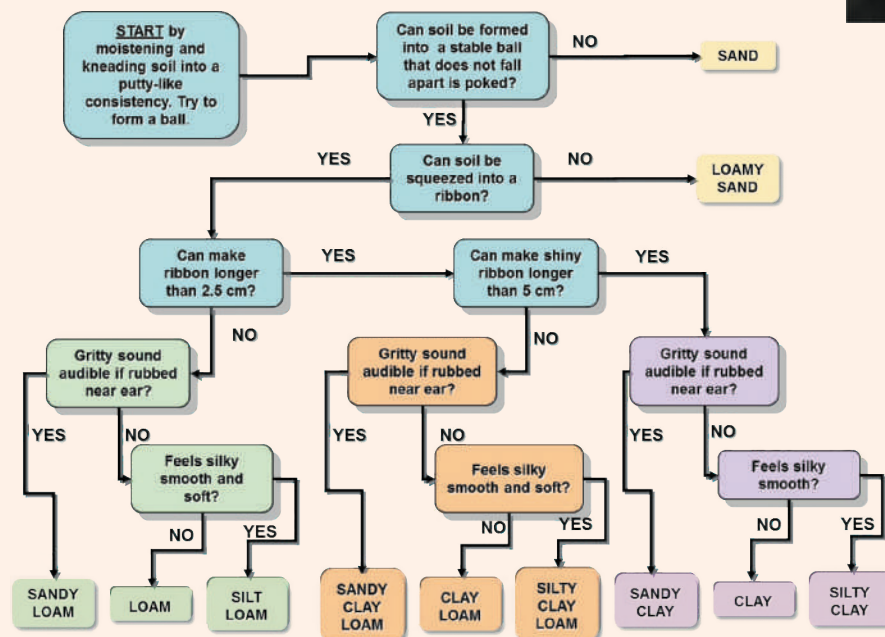 START by
moistening and
kneading soil into a
putty-like
consistency. Try to
form a ball.
Can soil be formed
into a stable ball
that does not fall
apart is poked?
NO
SAND
YES
Can soil be
squeezed into a
ribbon?
YES
NO
LOAMY
SAND
Can make
ribbon longer
than 2.5 cm?
YES
Can make shiny
ribbon longer
than 5 cm?
YES
NO
NO
Gritty sound
audible if rubbed
near ear?
Gritty sound
audible if rubbed
near ear?
Gritty sound
audible if rubbed
near ear?
YES
NO
YES
NO
YES
NO
Feels silky
smooth and
soft?
Feels silky
smooth and soft?
Feels silky
smooth?
NO
YES
NO
YES
NO
YES
SANDY
LOAM
LOAM
SILT
LOAM
SANDY
CLAY
LOAM
CLAY
LOAM
SILTY
CLAY
LOAM
SANDY
CLAY
CLAY
SILTY
CLAY